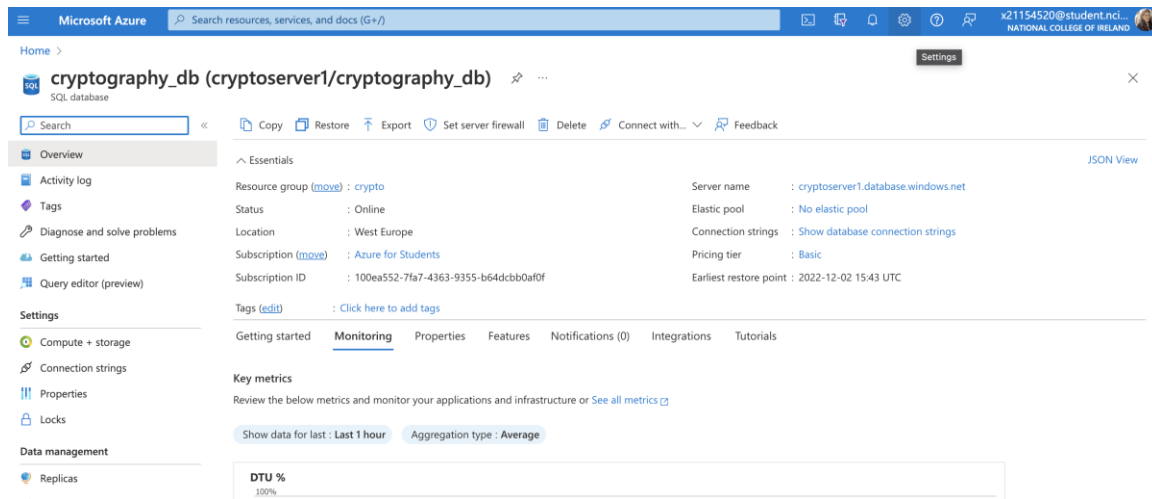 Microsoft Azure
Search resources, services, and docs (G+/)
x21154520@student.nci...
NATIONAL COLLEGE OF IRELAND
Home >
Settings
cryptography_db (cryptoserver1/cryptography_db)
SQL database
Search
Copy Restore Export Set server firewall Delete Connect with... Feedback
Overview
Activity log
Tags
Diagnose and solve problems
Getting started
Query editor (preview)
Settings
Compute + storage
Connection strings
Properties
Locks
Data management
Replicas
Essentials
JSON View
Resource group (move) : crypto
Status : Online
Location : West Europe
Subscription (move) : Azure for Students
Subscription ID : 100ea552-7fa7-4363-9355-b64dcbb0af0f
Server name : cryptoserver1.database.windows.net
Elastic pool : No elastic pool
Connection strings : Show database connection strings
Pricing tier : Basic
Earliest restore point : 2022-12-02 15:43 UTC
Tags (edit) : Click here to add tags
Getting started Monitoring Properties Features Notifications (0) Integrations Tutorials
Key metrics
Review the below metrics and monitor your applications and infrastructure or See all metrics
Show data for last : Last 1 hour Aggregation type : Average
DTU %
100%